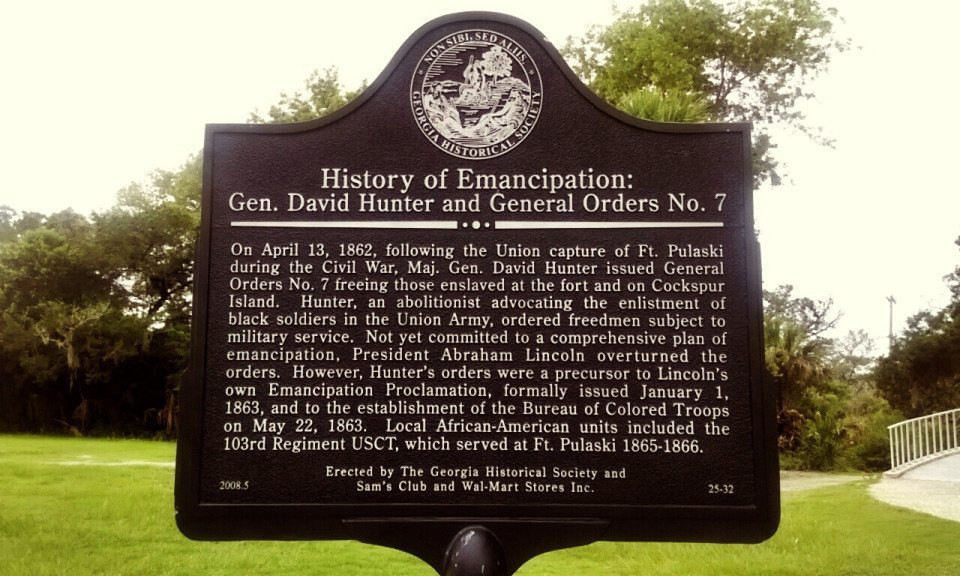 NON SIBI, SED ALIIS.
GEORGIA HISTORICAL SOCIETY
History of Emancipation:
Gen. David Hunter and General Orders No. 7
On April 13, 1862, following the Union capture of Ft. Pulaski
during the Civil War, Maj. Gen. David Hunter issued General
Orders No. 7 freeing those enslaved at the fort and on Cockspur
Island. Hunter, an abolitionist advocating the enlistment of
black soldiers in the Union Army, ordered freedmen subject to
military service. Not yet committed to a comprehensive plan of
emancipation, President Abraham Lincoln overturned the
orders. However, Hunter's orders were a precursor to Lincoln's
own Emancipation Proclamation, formally issued January 1,
1863, and to the establishment of the Bureau of Colored Troops
on May 22, 1863. Local African-American units included the
103rd Regiment USCT, which served at Ft. Pulaski 1865-1866.
Erected by The Georgia Historical Society and
Sam's Club and Wal-Mart Stores Inc.
2008.5 25-32